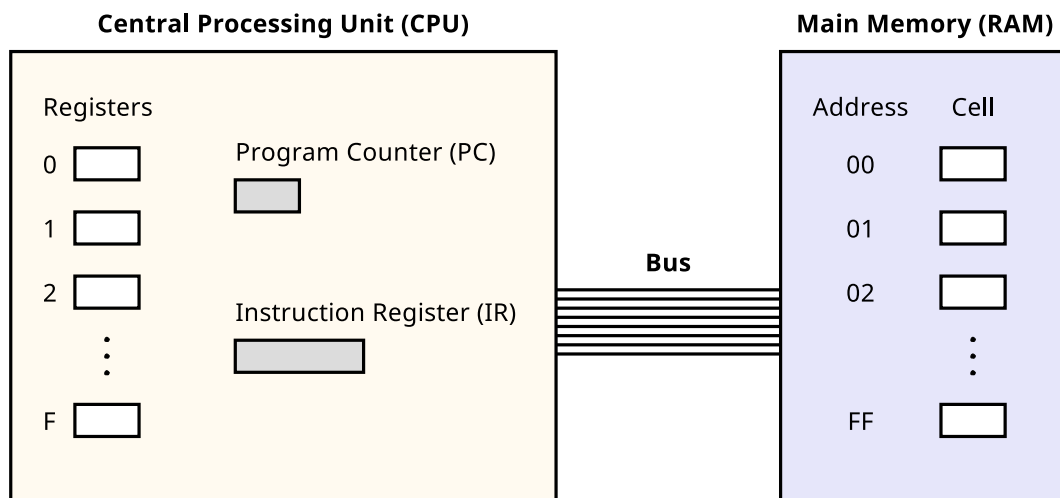 Central Processing Unit (CPU)
Main Memory (RAM)
Registers
0
1
2
F
Program Counter (PC)
Instruction Register (IR)
Bus
Address Cell
00
01
02
FF